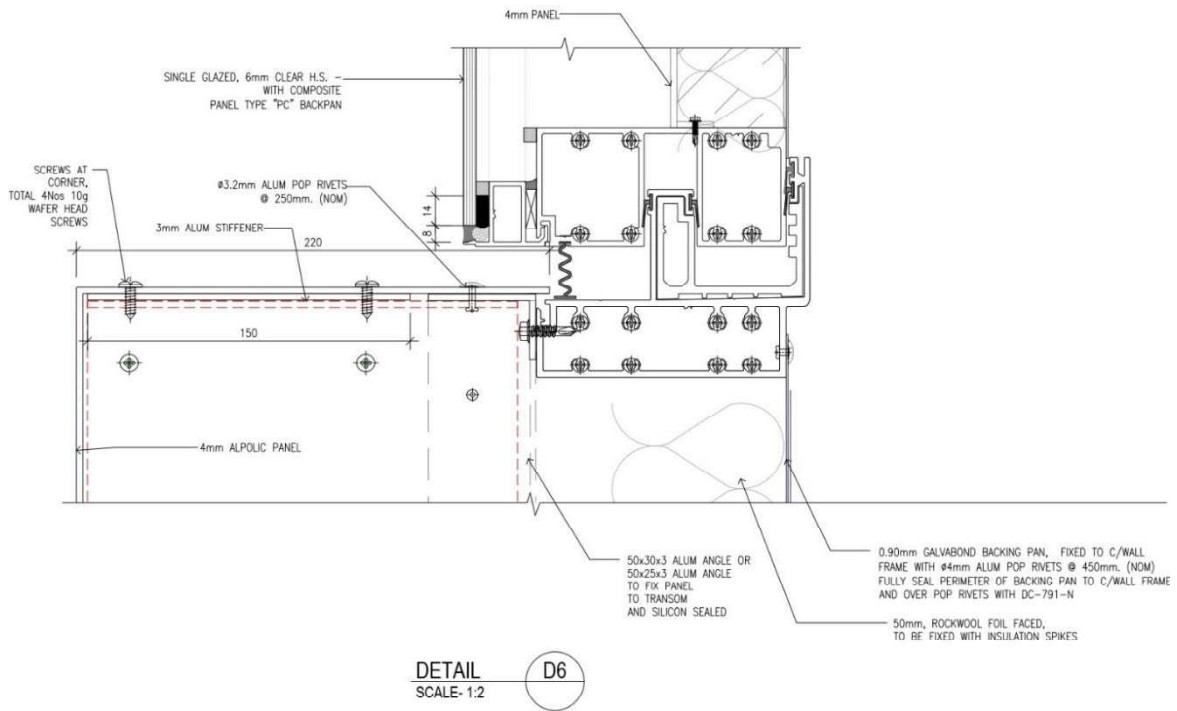 4mm PANEL
SINGLE GLAZED, 6mm CLEAR H.S. -
WITH COMPOSITE
PANEL TYPE "PC" BACKPAN
SCREWS AT
CORNER,
TOTAL 4Nos 10g
WAFER HEAD
SCREWS
ø3.2mm ALUM POP RIVETS
@ 250mm. (NOM)
14
8
3mm ALUM STIFFENER
220
150
4mm ALPOLIC PANEL
50x30x3 ALUM ANGLE OR
50x25x3 ALUM ANGLE
TO FIX PANEL
TO TRANSOM
AND SILICON SEALED
0.90mm GALVABOND BACKING PAN, FIXED TO C/WALL
FRAME WITH ø4mm ALUM POP RIVETS @ 450mm. (NOM)
FULLY SEAL PERIMETER OF BACKING PAN TO C/WALL FRAME
AND OVER POP RIVETS WITH DC-791-N
50mm, ROCKWOOL FOIL FACED,
TO BE FIXED WITH INSULATION SPIKES
DETAIL
D6
SCALE- 1:2